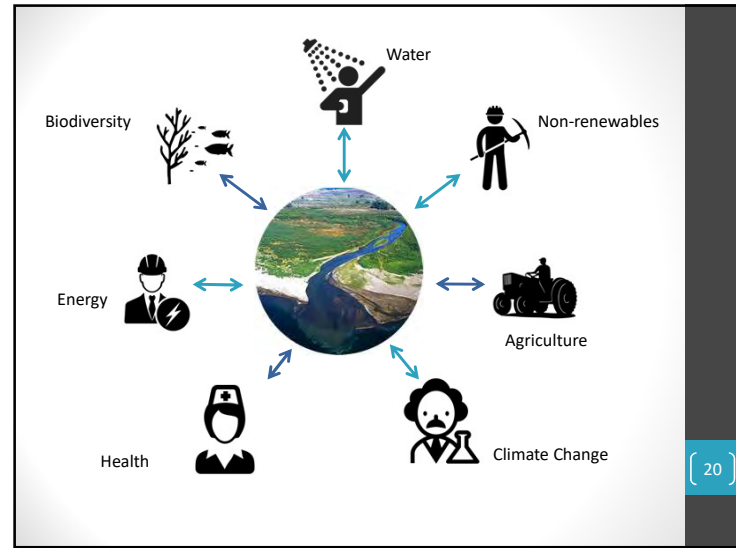 Water
Biodiversity
Non-renewables
Energy
Agriculture
Health
Climate Change
20